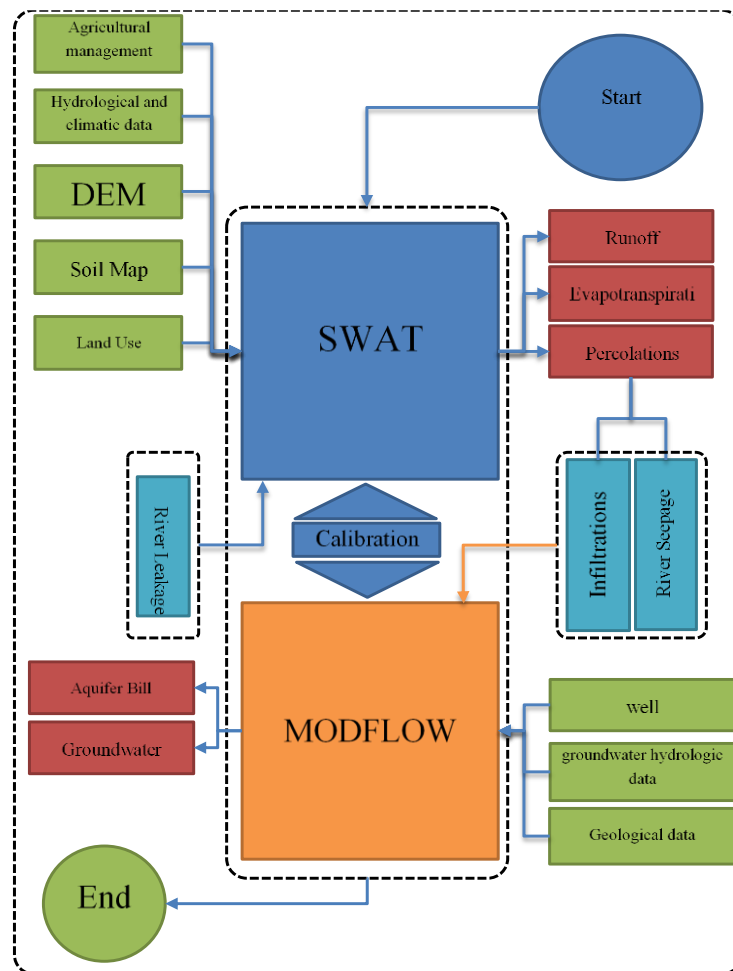 Agricultural
management
Hydrological and
climatic data
DEM
Soil Map
Land Use
Start
SWAT
Runoff
Evapotranspirati
Percolations
River Leakage
Calibration
Infiltrations
River Seepage
MODFLOW
Aquifer Bill
Groundwater
well
groundwater hydrologic
data
Geological data
End